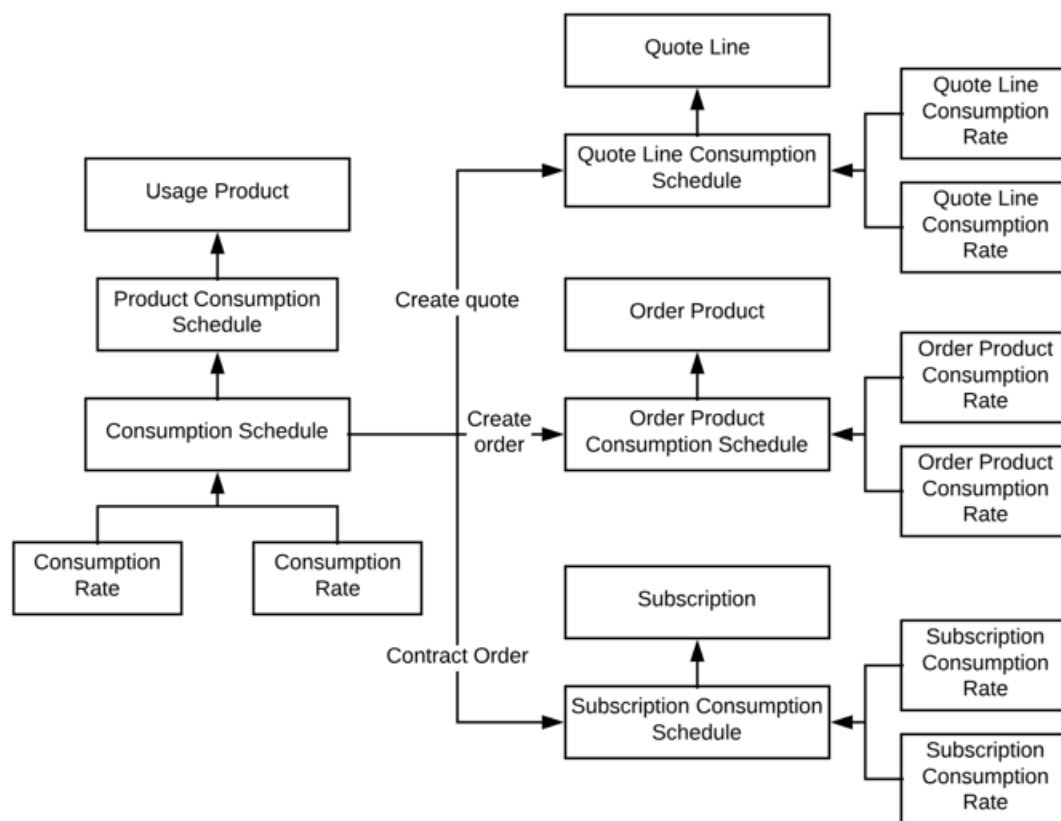 Quote Line
Quote Line
Consumption
Rate
Quote Line Consumption
Schedule
Usage Product
Quote Line
Consumption
Rate
Product Consumption
Schedule
Create quote
Order Product
Order Product
Consumption
Rate
Consumption Schedule
Create
order
Order Product
Consumption Schedule
Order Product
Consumption
Rate
Consumption
Rate
Consumption
Rate
Subscription
Contract Order
Subscription
Consumption
Rate
Subscription Consumption
Schedule
Subscription
Consumption
Rate